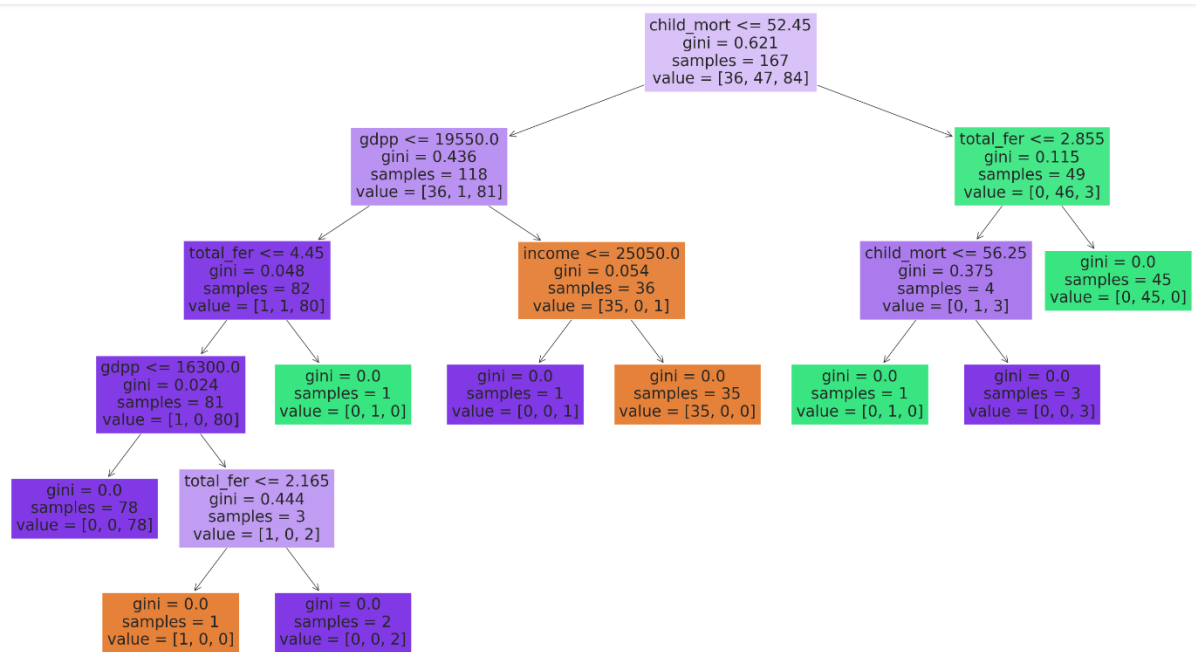 child_mort <= 52.45
gini = 0.621
samples = 167
value = [36, 47, 84]
gdpp <= 19550.0
gini = 0.436
samples = 118
value = [36, 1, 81]
total_fer <= 2.855
gini = 0.115
samples = 49
value = [0, 46, 3]
total_fer <= 4.45
gini = 0.048
samples = 82
value = [1, 1, 80]
income <= 25050.0
gini = 0.054
samples = 36
value = [35, 0, 1]
child_mort <= 56.25
gini = 0.375
samples = 4
value = [0, 1, 3]
gini = 0.0
samples = 45
value = [0, 45, 0]
gdpp <= 16300.0
gini = 0.024
samples = 81
value = [1, 0, 80]
gini = 0.0
samples = 1
value = [0, 1, 0]
gini = 0.0
samples = 1
value = [0, 0, 1]
gini = 0.0
samples = 35
value = [35, 0, 0]
gini = 0.0
samples = 1
value = [0, 1, 0]
gini = 0.0
samples = 3
value = [0, 0, 3]
gini = 0.0
samples = 78
value = [0, 0, 78]
total_fer <= 2.165
gini = 0.444
samples = 3
value = [1, 0, 2]
gini = 0.0
samples = 1
value = [1, 0, 0]
gini = 0.0
samples = 2
value = [0, 0, 2]